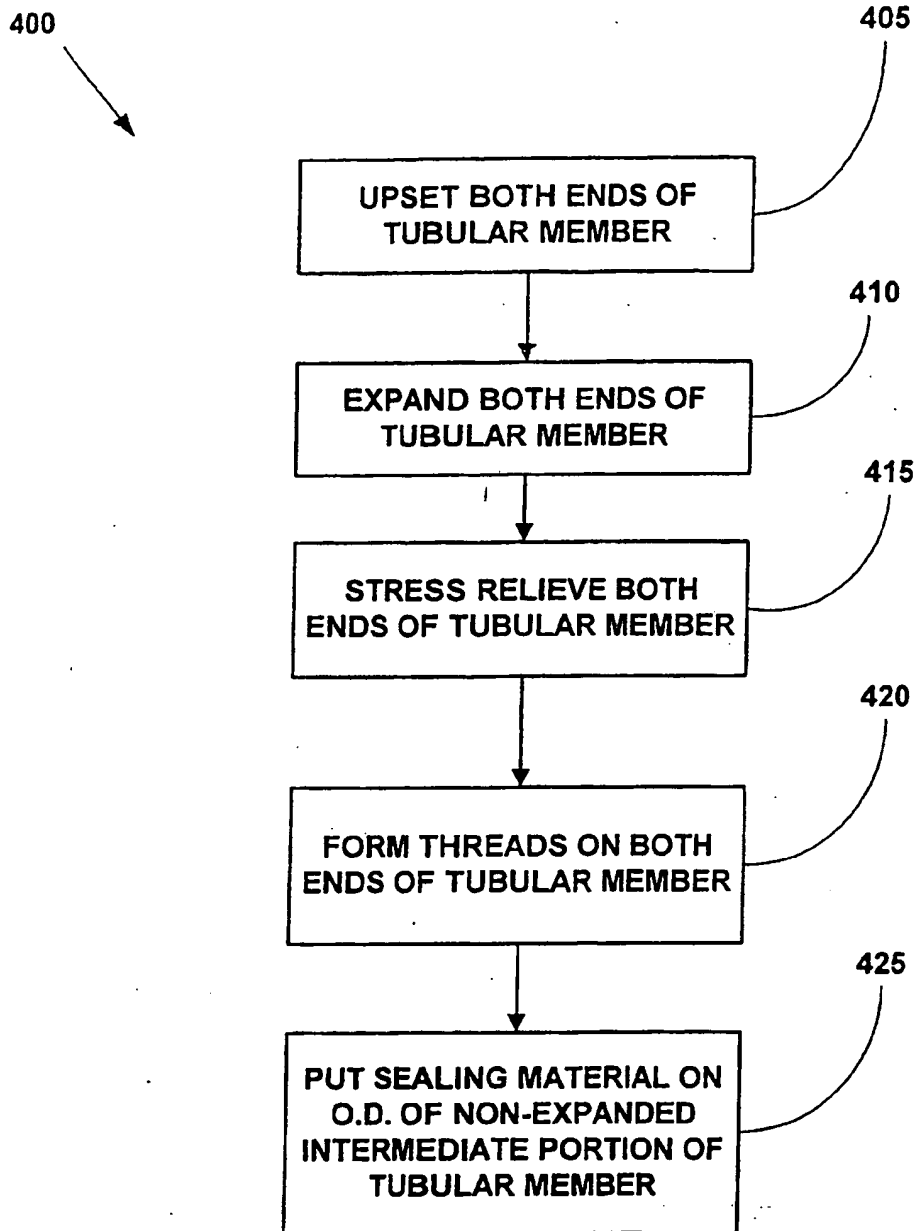 400
405
UPSET BOTH ENDS OF
TUBULAR MEMBER
410
EXPAND BOTH ENDS OF
TUBULAR MEMBER
415
STRESS RELIEVE BOTH
ENDS OF TUBULAR MEMBER
420
FORM THREADS ON BOTH
ENDS OF TUBULAR MEMBER
425
PUT SEALING MATERIAL ON
O.D. OF NON-EXPANDED
INTERMEDIATE PORTION OF
TUBULAR MEMBER